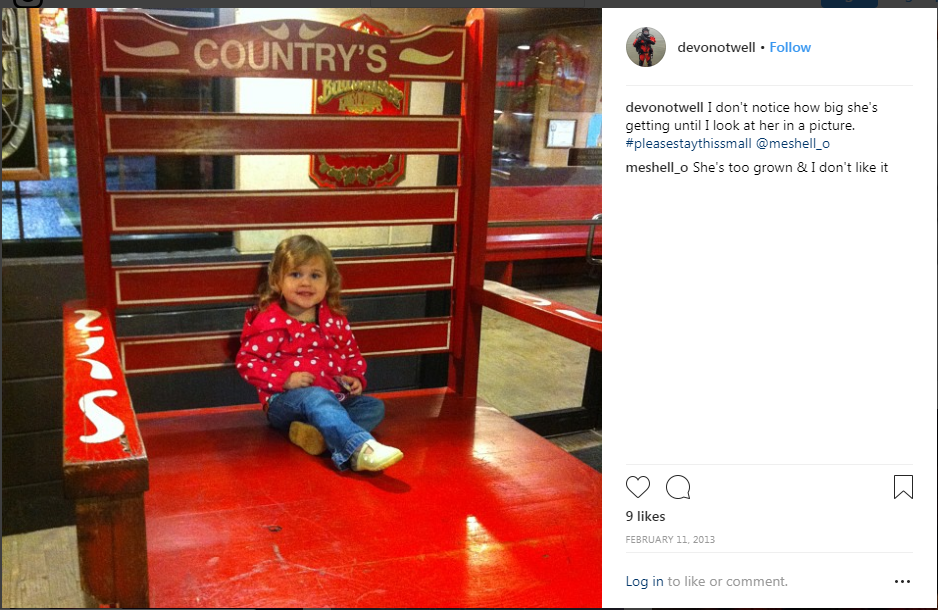 COUNTRY'S
devonotwell • Follow
devonotwell I don't notice how big she's
getting until I look at her in a picture.
#pleasestaythissmall @meshell_o
meshell_o She's too grown & I don't like it
9 likes
FEBRUARY 11, 2013
Log in to like or comment.